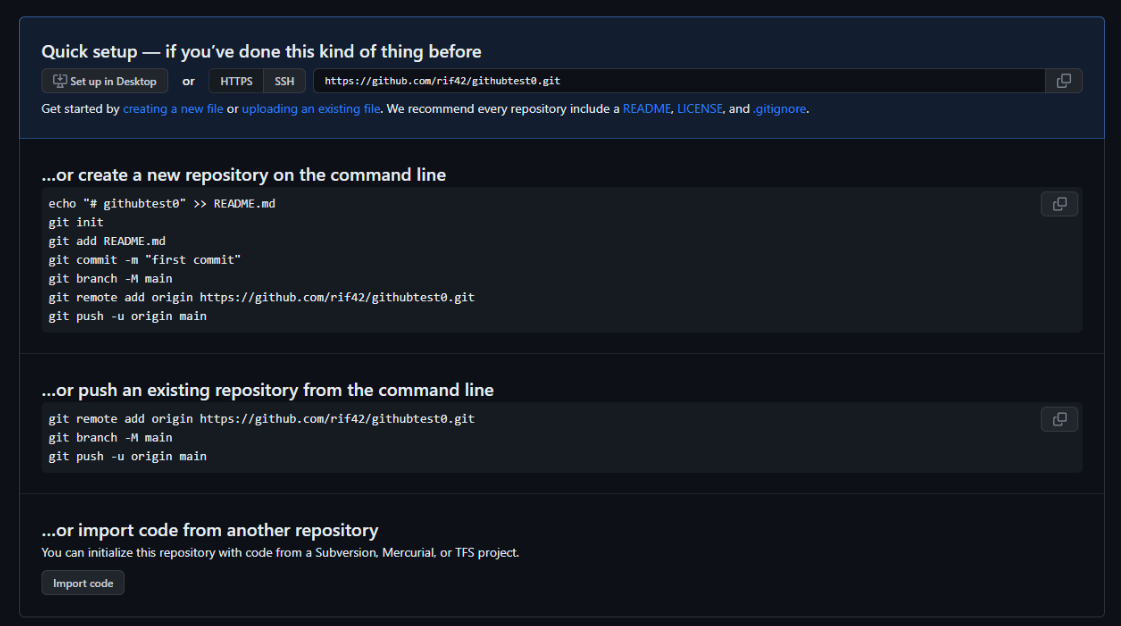 Quick setup — if you’ve done this kind of thing before
Set up in Desktop or HTTPS SSH https://github.com/rif42/githubtest0.git
Get started by creating a new file or uploading an existing file. We recommend every repository include a README, LICENSE, and .gitignore.
…or create a new repository on the command line
echo "# githubtest0" >> README.md
git init
git add README.md
git commit -m "first commit"
git branch -M main
git remote add origin https://github.com/rif42/githubtest0.git
git push -u origin main
…or push an existing repository from the command line
git remote add origin https://github.com/rif42/githubtest0.git
git branch -M main
git push -u origin main
…or import code from another repository
You can initialize this repository with code from a Subversion, Mercurial, or TFS project.
Import code